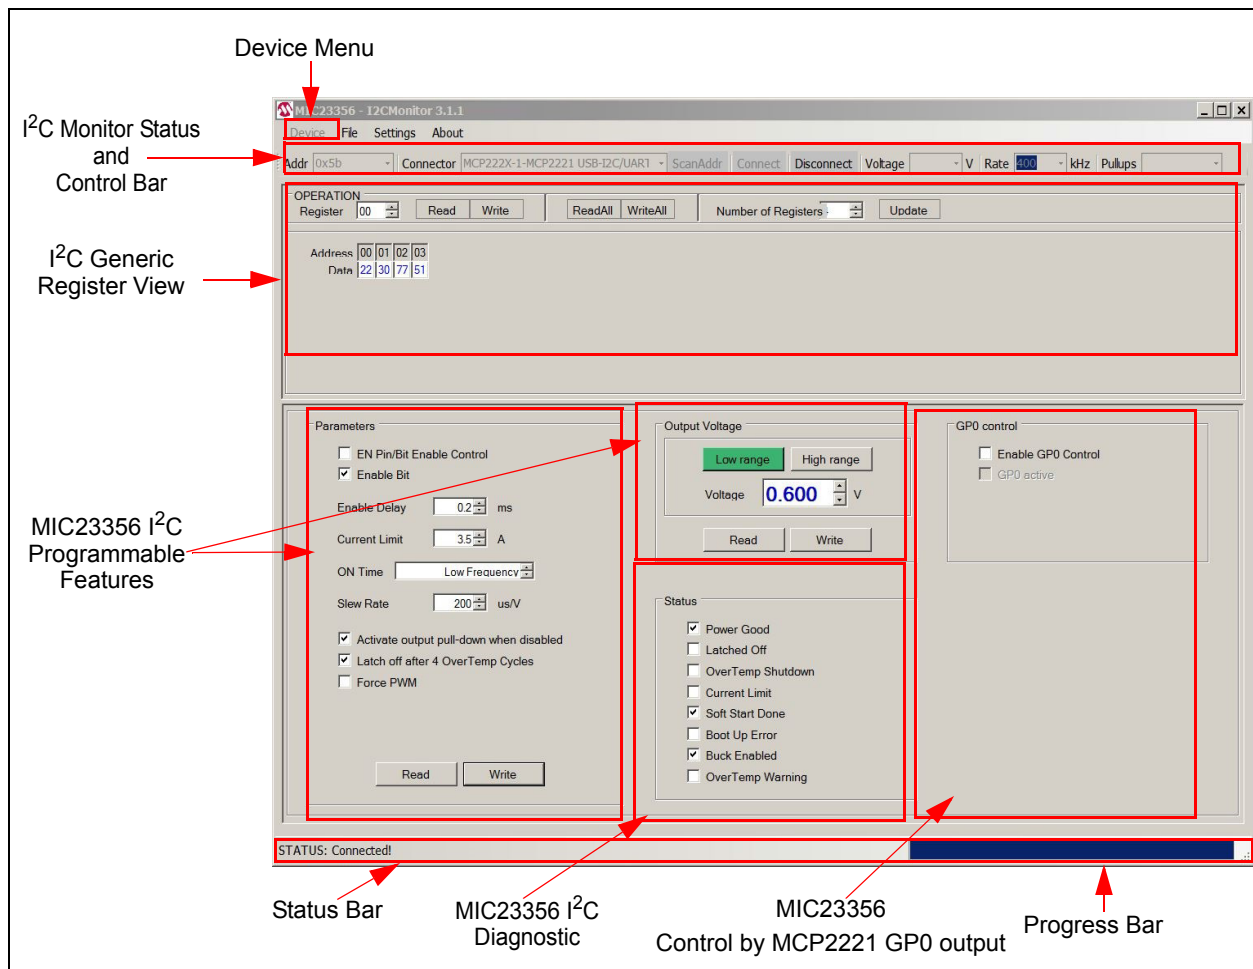 Device Menu
I²C Monitor Status
and
Control Bar
MIC23356 - I2CMonitor 3.1.1
Device File Settings About
Addr 0x5b Connector MCP222X-1-MCP2221 USB-I2C/UART ScanAddr Connect Disconnect Voltage V Rate 400 kHz Pullups
OPERATION
Register 00 Read Write ReadAll WriteAll Number of Registers Update
I²C Generic
Register View
Address 00 01 02 03
Data 22 30 77 51
MIC23356 I²C
Programmable
Features
Parameters
EN Pin/Bit Enable Control
Enable Bit
Enable Delay 0.2 ms
Current Limit 3.5 A
ON Time Low Frequency
Slew Rate 200 us/V
Activate output pull-down when disabled
Latch off after 4 OverTemp Cycles
Force PWM
Read Write
Output Voltage
Low range High range
Voltage 0.600 V
Read Write
Status
Power Good
Latched Off
OverTemp Shutdown
Current Limit
Soft Start Done
Boot Up Error
Buck Enabled
OverTemp Warning
GP0 control
Enable GP0 Control
GP0 active
STATUS: Connected!
Status Bar
MIC23356 I²C
Diagnostic
MIC23356
Control by MCP2221 GP0 output
Progress Bar